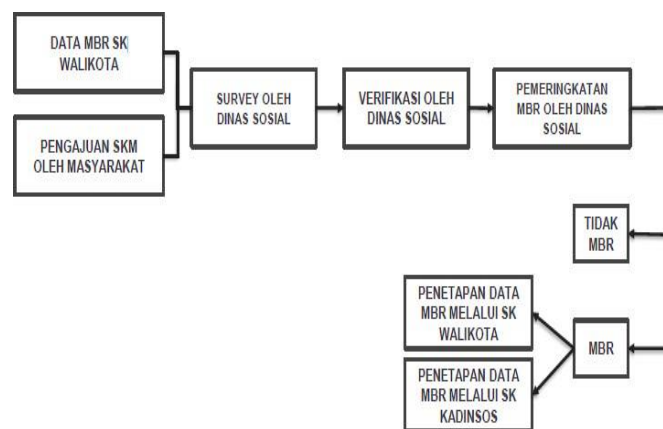 DATA MBR SK
WALIKOTA
PENGAJUAN SKM
OLEH MASYARAKAT
SURVEY OLEH
DINAS SOSIAL
VERIFIKASI OLEH
DINAS SOSIAL
PEMERINGKATAN
MBR OLEH DINAS
SOSIAL
TIDAK
MBR
MBR
PENETAPAN DATA
MBR MELALUI SK
WALIKOTA
PENETAPAN DATA
MBR MELALUI SK
KADINSOS